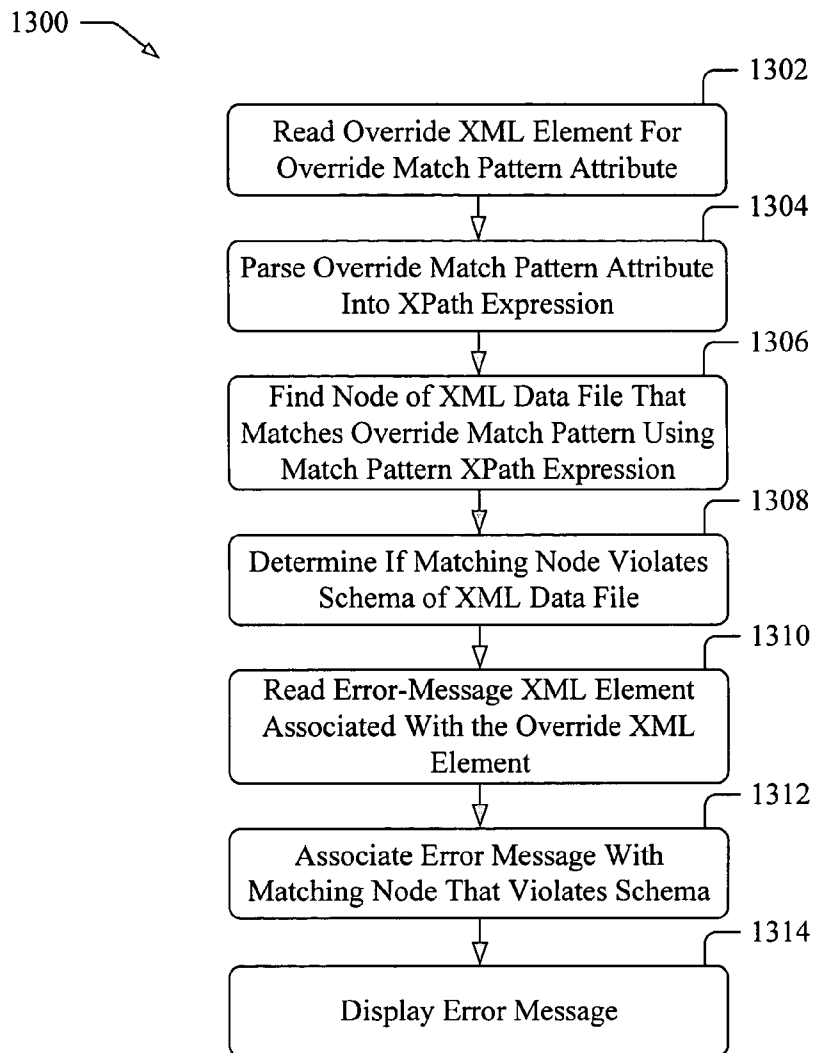 1300
1302
Read Override XML Element For
Override Match Pattern Attribute
1304
Parse Override Match Pattern Attribute
Into XPath Expression
1306
Find Node of XML Data File That
Matches Override Match Pattern Using
Match Pattern XPath Expression
1308
Determine If Matching Node Violates
Schema of XML Data File
1310
Read Error-Message XML Element
Associated With the Override XML
Element
1312
Associate Error Message With
Matching Node That Violates Schema
1314
Display Error Message